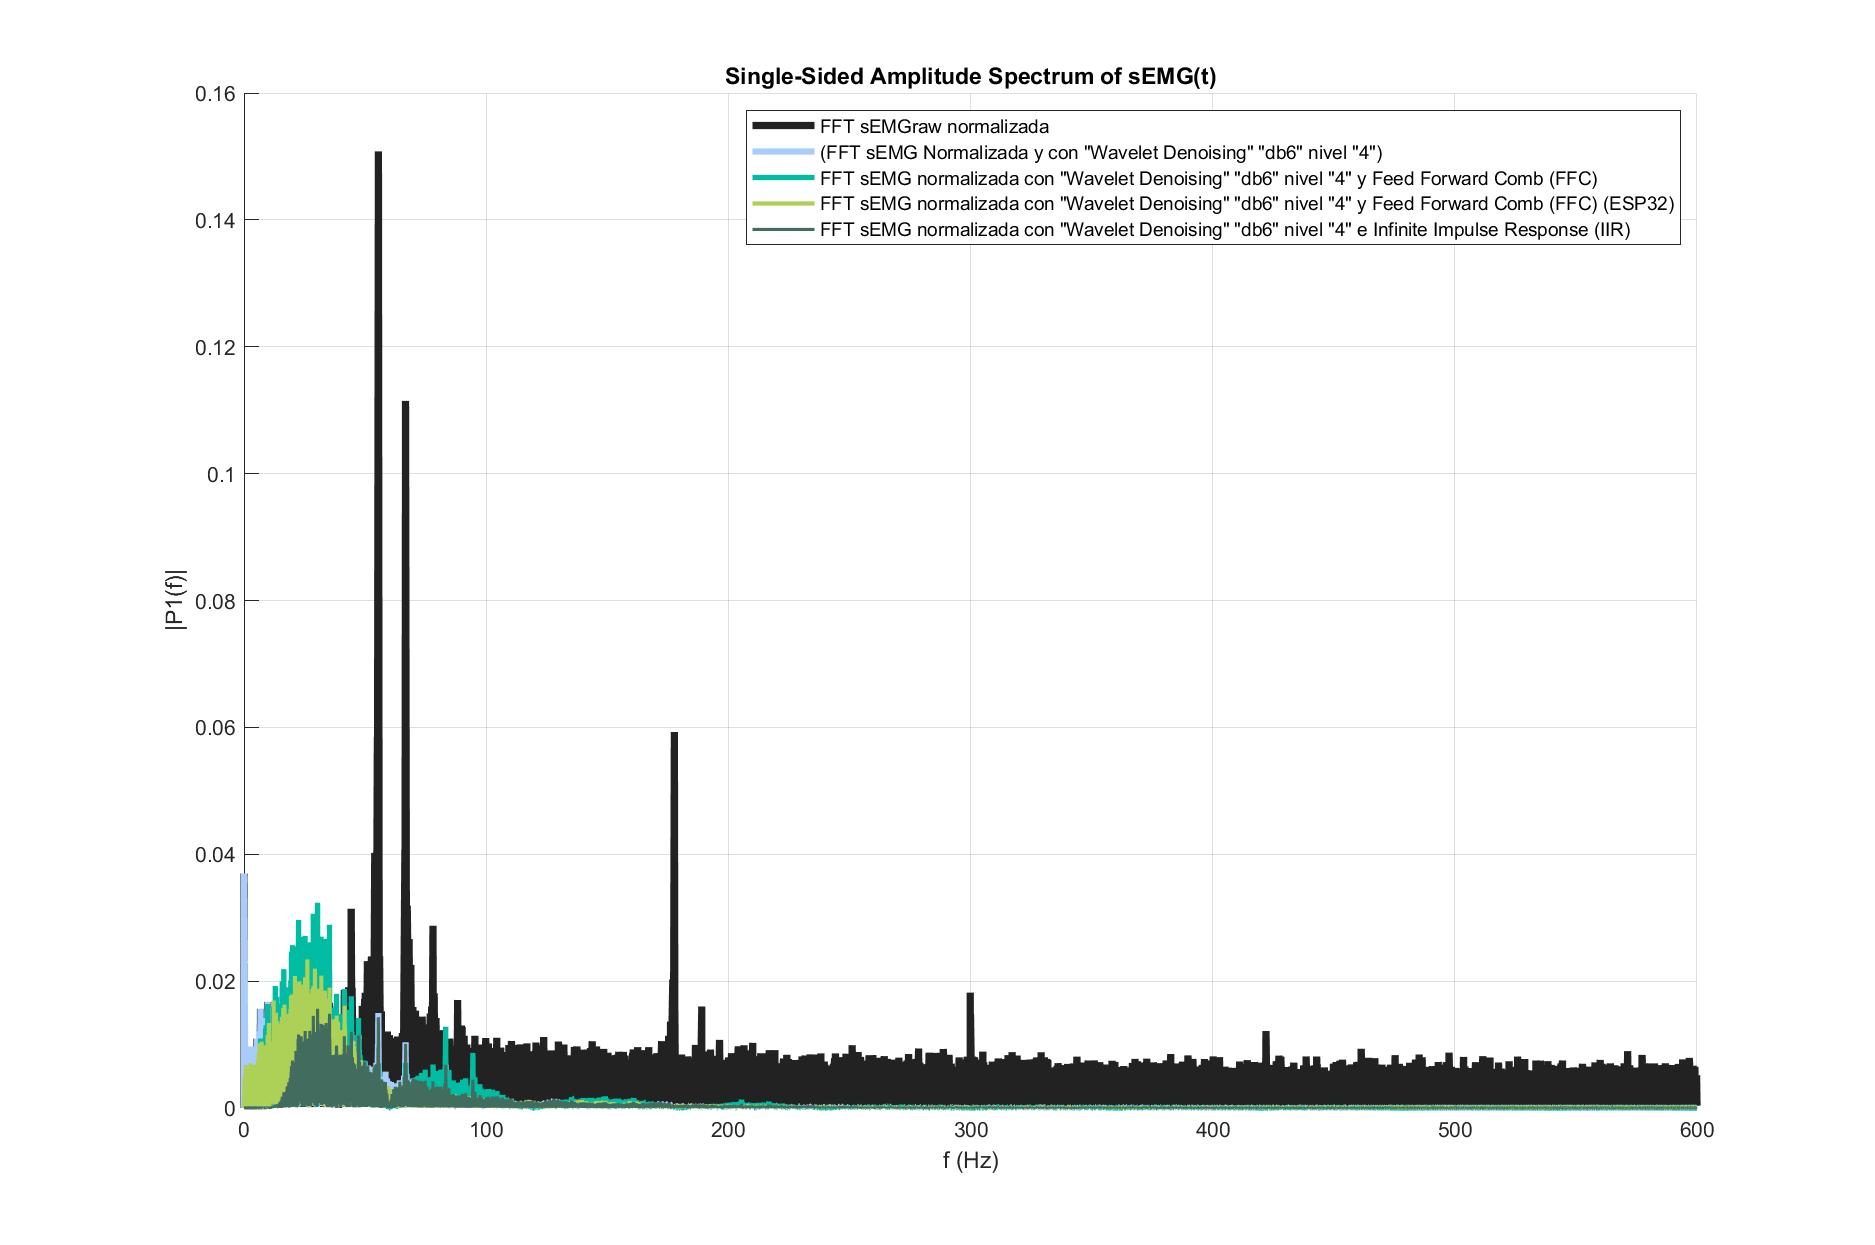 Single-Sided Amplitude Spectrum of sEMG(t)
FFT sEMGraw normalizada
(FFT sEMG Normalizada y con "Wavelet Denoising" "db6" nivel "4")
FFT sEMG normalizada con "Wavelet Denoising" "db6" nivel "4" y Feed Forward Comb (FFC)
FFT sEMG normalizada con "Wavelet Denoising" "db6" nivel "4" y Feed Forward Comb (FFC) (ESP32)
FFT sEMG normalizada con "Wavelet Denoising" "db6" nivel "4" e Infinite Impulse Response (IIR)
|P1(f)|
0.16
0.14
0.12
0.1
0.08
0.06
0.04
0.02
0
0 100 200 300 400 500 600
f (Hz)